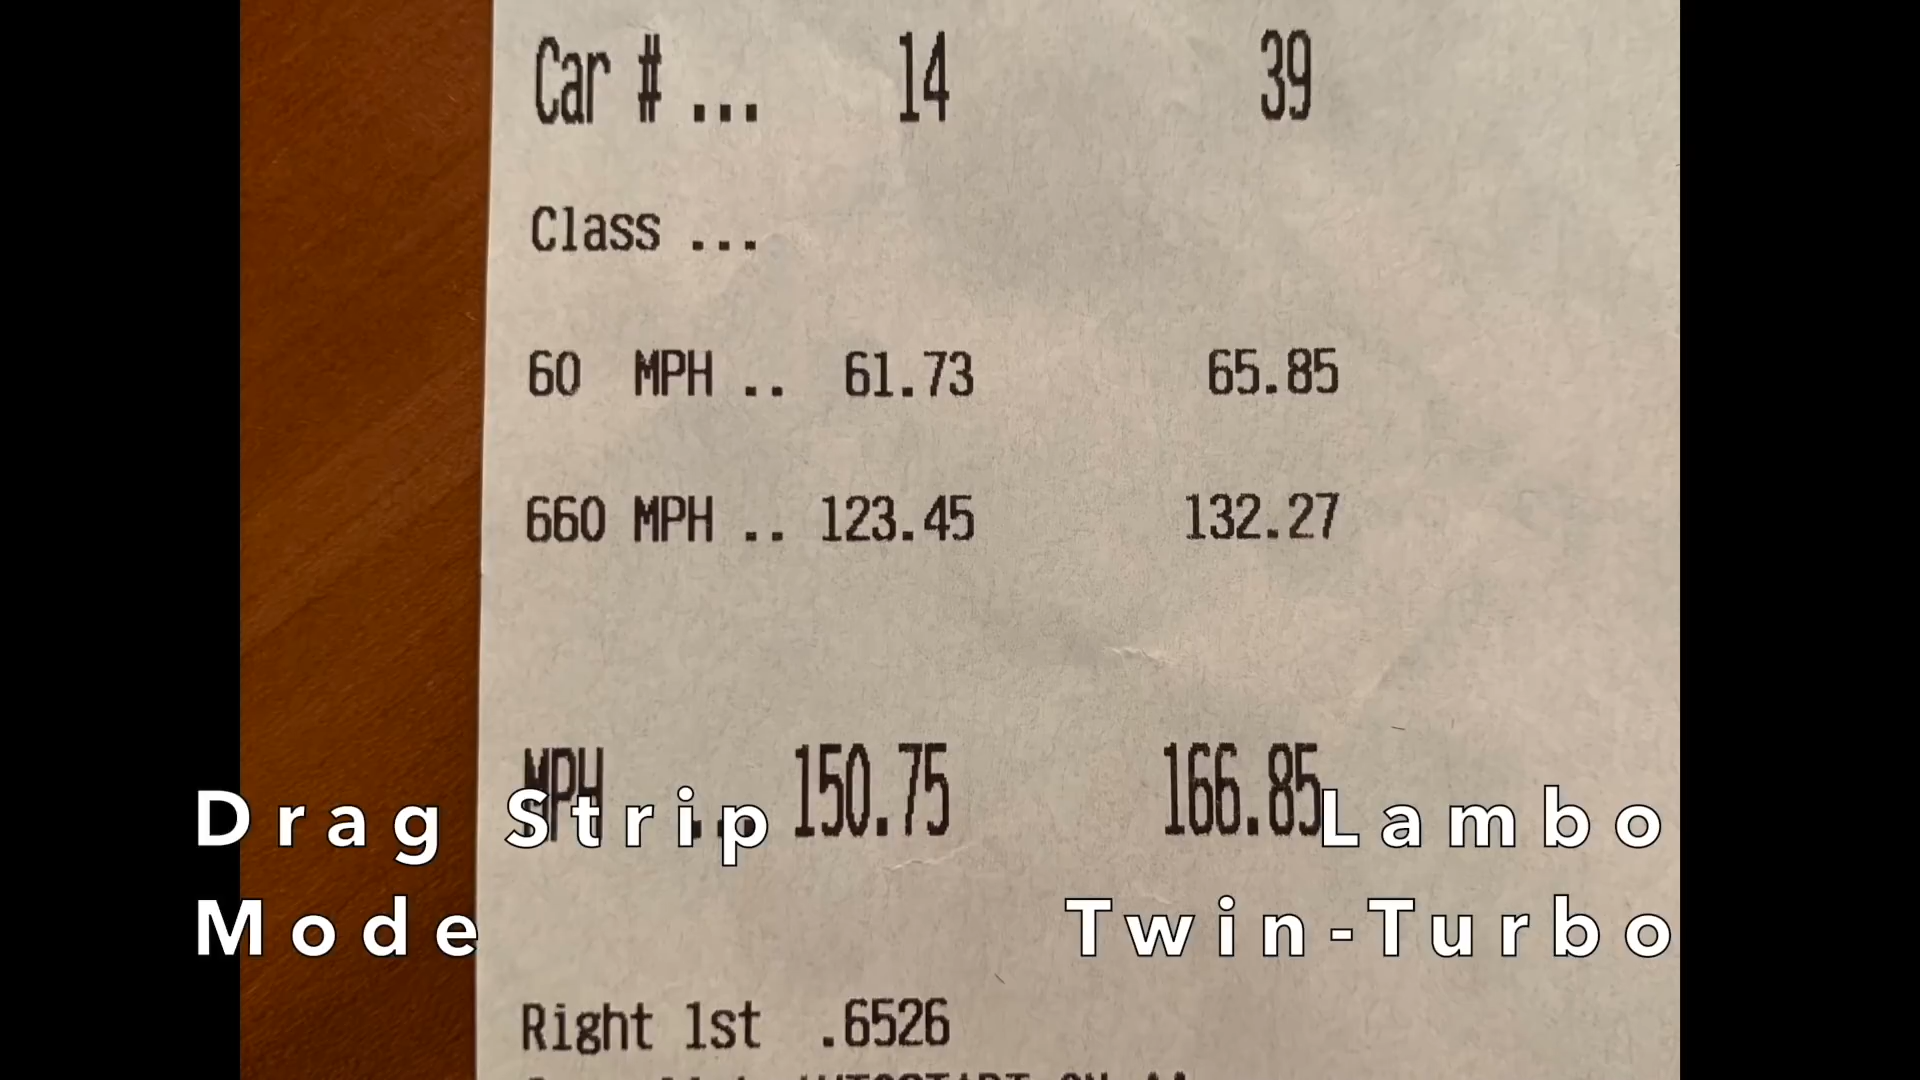 Car # ... 14 39
Class ...
60 MPH .. 61.73 65.85
660 MPH .. 123.45 132.27
MPH .. 150.75 166.85
Drag Strip Lambo
Mode Twin-Turbo
Right 1st .6526